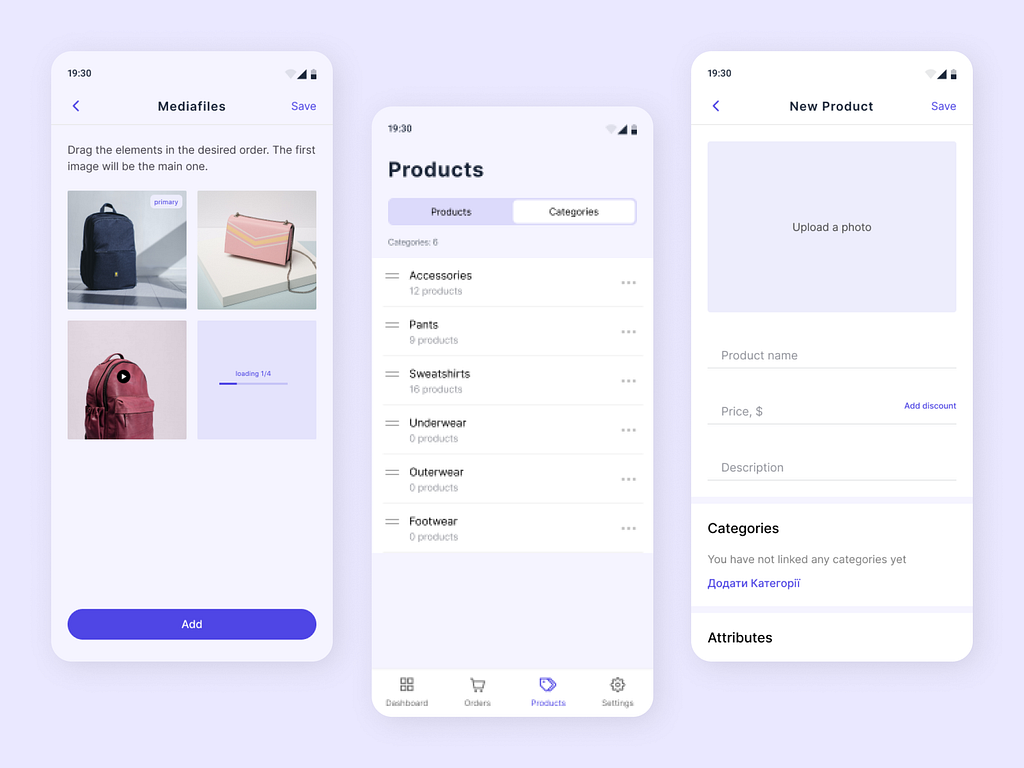 19:30
Mediafiles
Save
Drag the elements in the desired order. The first
image will be the main one.
primary
loading 1/4
Add
19:30
Products
Products
Categories
Categories: 6
Accessories
12 products
Pants
9 products
Sweatshirts
16 products
Underwear
0 products
Outerwear
0 products
Footwear
0 products
Dashboard
Orders
Products
Settings
19:30
New Product
Save
Upload a photo
Product name
Price, $
Add discount
Description
Categories
You have not linked any categories yet
Додати Категорії
Attributes